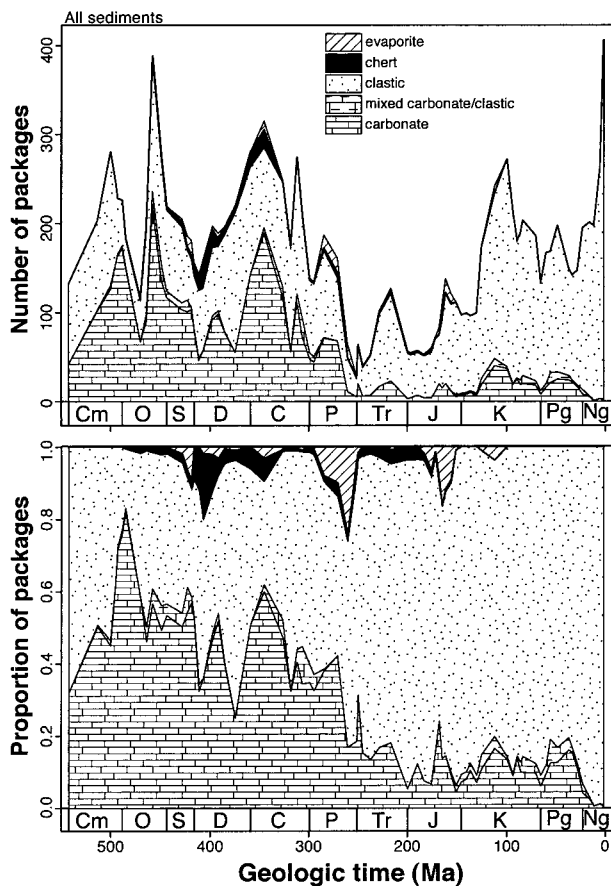 All sediments
evaporite
chert
clastic
mixed carbonate/clastic
carbonate
Number of packages
400
300
200
100
0
Cm O S D C P Tr J K Pg Ng
Proportion of packages
1.0
0.8
0.6
0.4
0.2
0.0
Cm O S D C P Tr J K Pg Ng
500 400 300 200 100 0
Geologic time (Ma)